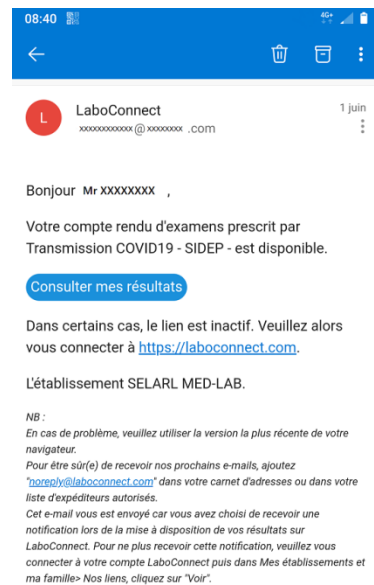 08:40
4G+
L
LaboConnect
1 juin
xxxxxxxxxxxx@xxxxxxxx .com
Bonjour Mr XXXXXXXX ,
Votre compte rendu d'examens prescrit par
Transmission COVID19 - SIDEP - est disponible.
Consulter mes résultats
Dans certains cas, le lien est inactif. Veuillez alors
vous connecter à https://laboconnect.com.
L'établissement SELARL MED-LAB.
NB :
En cas de problème, veuillez utiliser la version la plus récente de votre
navigateur.
Pour être sûr(e) de recevoir nos prochains e-mails, ajoutez
"noreply@laboconnect.com" dans votre carnet d'adresses ou dans votre
liste d'expéditeurs autorisés.
Cet e-mail vous est envoyé car vous avez choisi de recevoir une
notification lors de la mise à disposition de vos résultats sur
LaboConnect. Pour ne plus recevoir cette notification, veuillez vous
connecter à votre compte LaboConnect puis dans Mes établissements et
ma famille> Nos liens, cliquez sur "Voir".